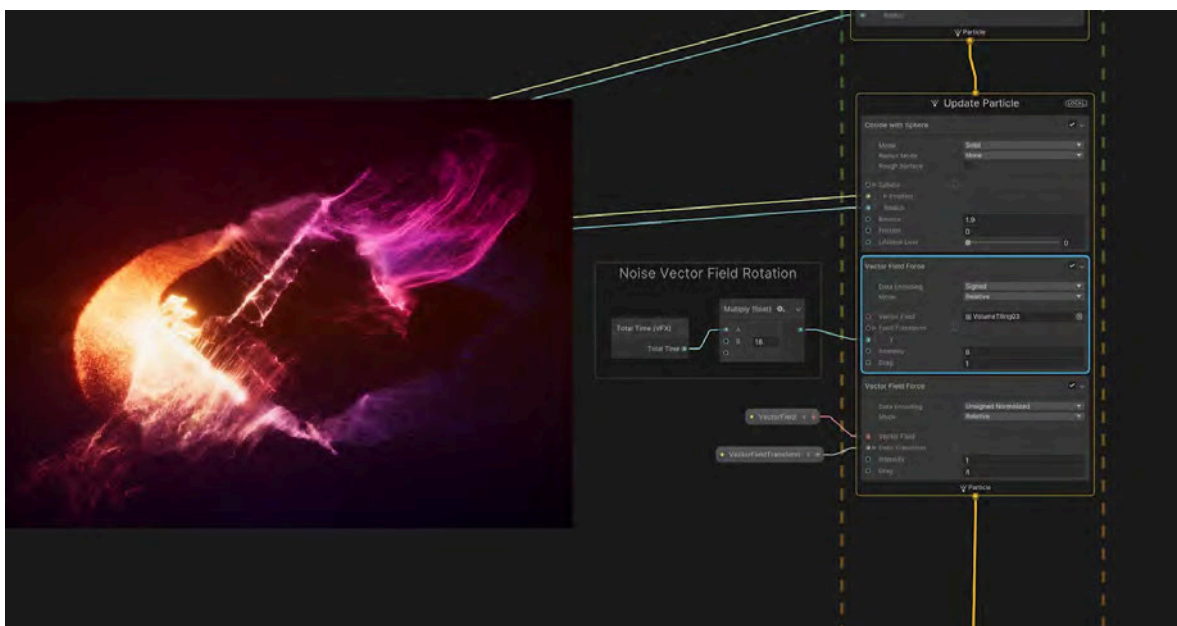 Radius
Particle
Update Particle
LOCAL
Collide with Sphere
Mode Solid
Radius Mode None
Rough Surface
Sphere
Position
Radius
Bounce 1.9
Friction 0
Lifetime Loss 0
Noise Vector Field Rotation
Vector Field Force
Data Encoding Signed
Mode Relative
Multiply (float)
Total Time (VFX)
A
Vector Field VolumeTiling03
Total Time
B 18
Field Transform
Intensity
Drag 1
Vector Field Force
Data Encoding Unsigned Normalized
Mode Relative
VectorField
Vector Field
VectorFieldTransform
Field Transform
Intensity 1
Drag
Particle